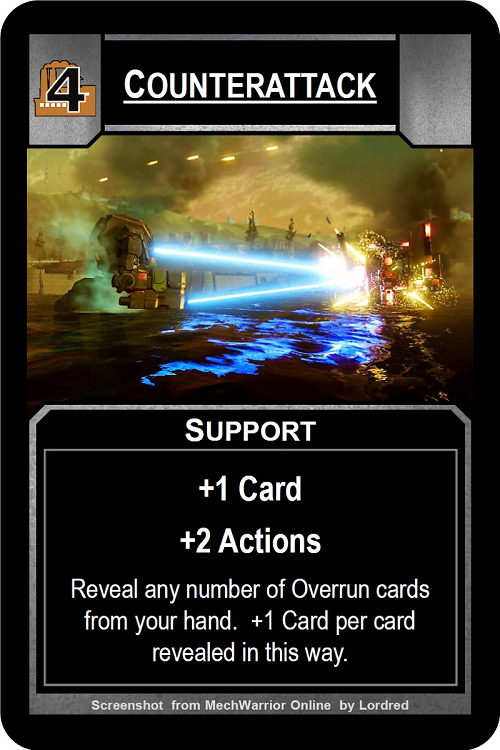 4
COUNTERATTACK
SUPPORT
+1 Card
+2 Actions
Reveal any number of Overrun cards
from your hand.  +1 Card per card
revealed in this way.
Screenshot  from MechWarrior Online  by Lordred